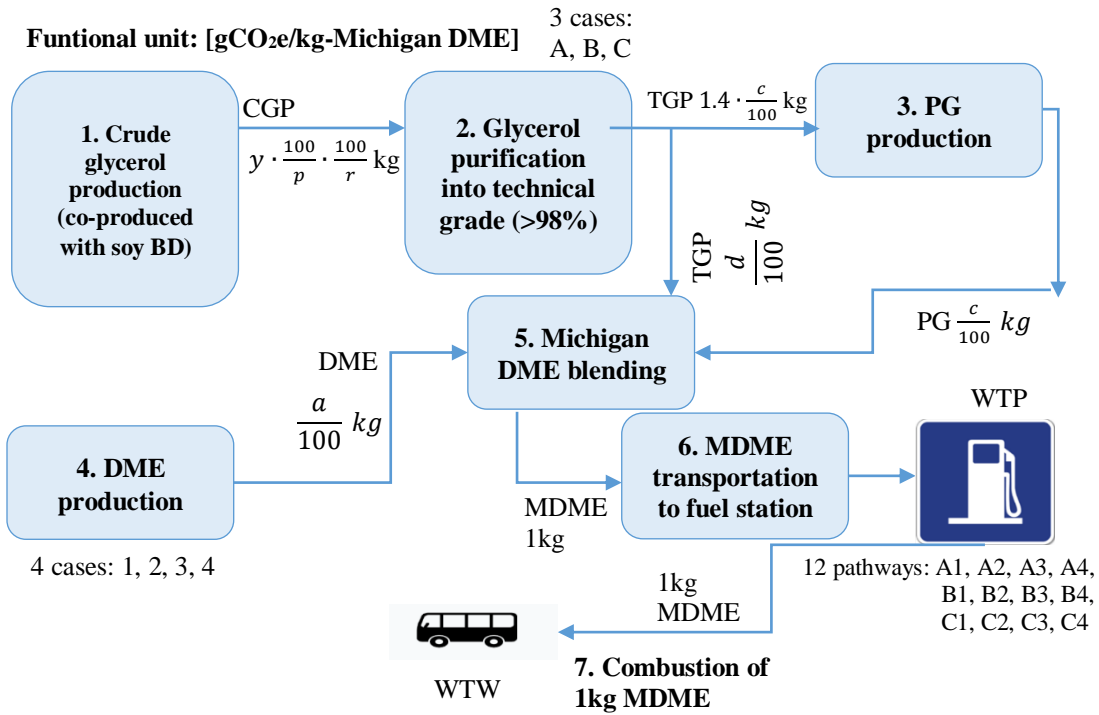 Funtional unit: [gCO₂e/kg-Michigan DME]
3 cases:
A, B, C
1. Crude
glycerol
production
(co-produced
with soy BD)
CGP
y · 100/p · 100/r kg
2. Glycerol
purification
into technical
grade (>98%)
TGP 1.4 · c/100 kg
3. PG
production
TGP
d/100 kg
PG c/100 kg
5. Michigan
DME blending
DME
a/100 kg
4. DME
production
4 cases: 1, 2, 3, 4
MDME
1kg
6. MDME
transportation
to fuel station
WTP
12 pathways: A1, A2, A3, A4,
B1, B2, B3, B4,
C1, C2, C3, C4
1kg
MDME
WTW
7. Combustion of
1kg MDME